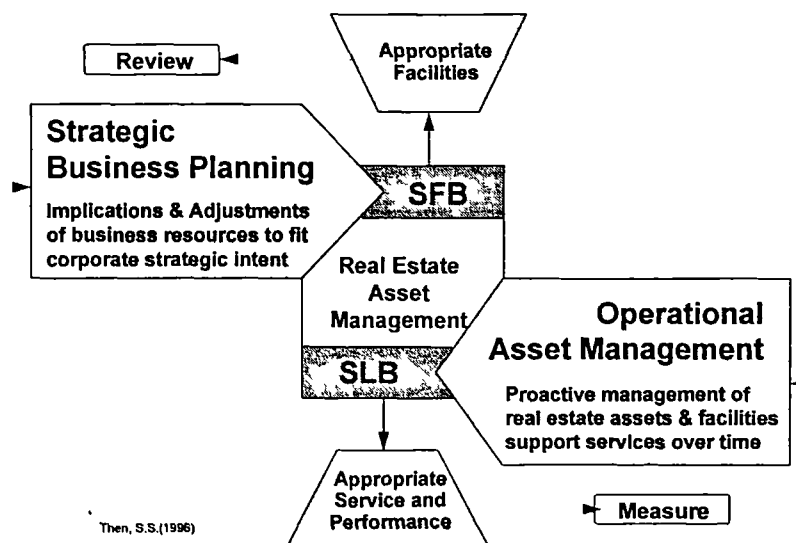 Review
Appropriate
Facilities
Strategic
Business Planning
Implications & Adjustments
of business resources to fit
corporate strategic intent
SFB
Real Estate
Asset
Management
SLB
Operational
Asset Management
Proactive management of
real estate assets & facilities
support services over time
Appropriate
Service and
Performance
Measure
Then, S.S.(1996)